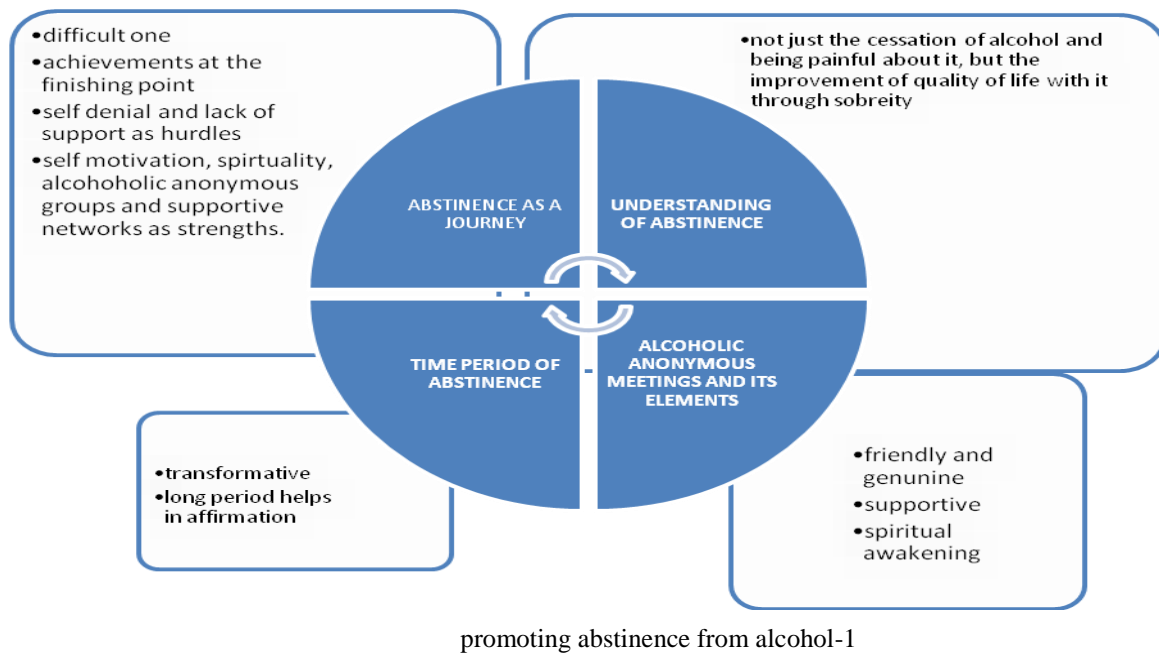 •difficult one
•achievements at the
finishing point
•self denial and lack of
support as hurdles
•self motivation, spirtuality,
alcohoholic anonymous
groups and supportive
networks as strengths.
•not just the cessation of alcohol and
being painful about it, but the
improvement of quality of life with it
through sobreity
ABSTINENCE AS A
JOURNEY
UNDERSTANDING
OF ABSTINENCE
TIME PERIOD OF
ABSTINENCE
ALCOHOLIC
ANONYMOUS
MEETINGS AND ITS
ELEMENTS
•transformative
•long period helps
in affirmation
•friendly and
genunine
•supportive
•spiritual
awakening
promoting abstinence from alcohol-1